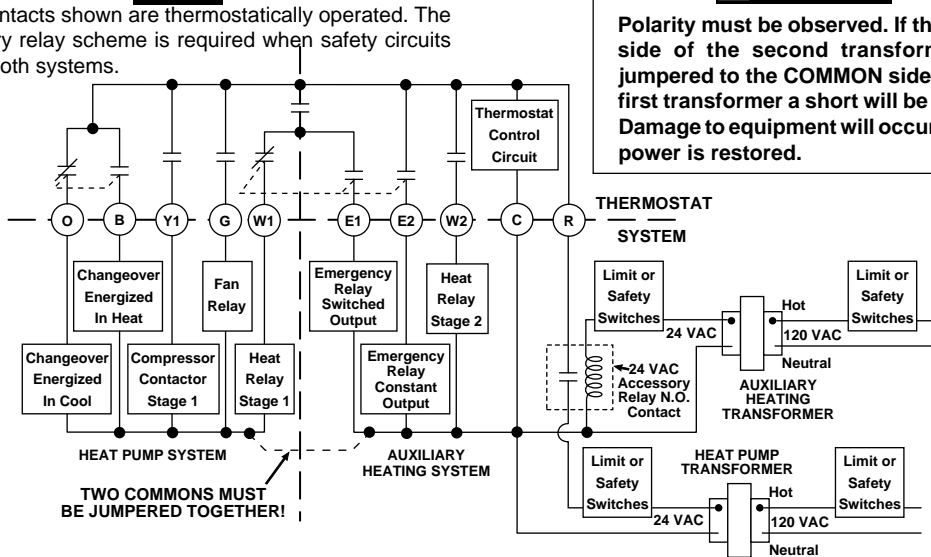 ntacts shown are thermostatically operated. The
ry relay scheme is required when safety circuits
oth systems.
Polarity must be observed. If th
side of the second transform
jumpered to the COMMON side
first transformer a short will be
Damage to equipment will occur
power is restored.
Thermostat
Control
Circuit
O
B
Y1
G
W1
E1
E2
W2
C
R
THERMOSTAT
SYSTEM
Changeover
Energized
In Heat
Fan
Relay
Emergency
Relay
Switched
Output
Heat
Relay
Stage 2
Limit or
Safety
Switches
Hot
24 VAC
120 VAC
Neutral
Limit or
Safety
Switches
Changeover
Energized
In Cool
Compressor
Contactor
Stage 1
Heat
Relay
Stage 1
Emergency
Relay
Constant
Output
24 VAC
Accessory
Relay N.O.
Contact
AUXILIARY
HEATING
TRANSFORMER
HEAT PUMP SYSTEM
AUXILIARY
HEATING SYSTEM
TWO COMMONS MUST
BE JUMPERED TOGETHER!
Limit or
Safety
Switches
HEAT PUMP
TRANSFORMER
Hot
24 VAC
120 VAC
Neutral
Limit or
Safety
Switches